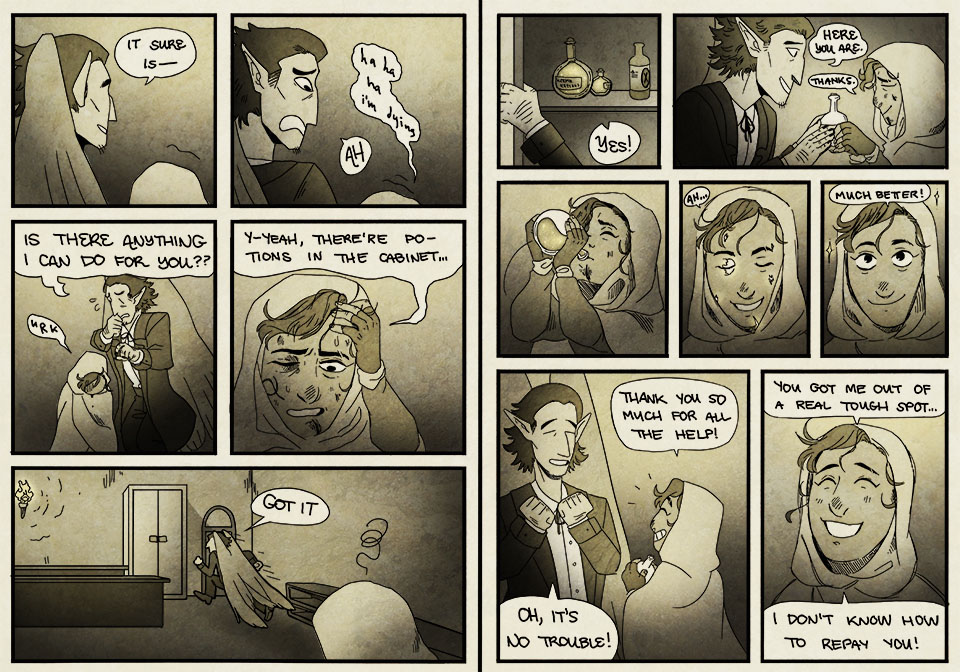 IT SURE
IS—
ha ha
ha
i'm dying
AH
IS THERE ANYTHING
I CAN DO FOR YOU??
URK
Y-YEAH, THERE'RE PO-
TIONS IN THE CABINET...
GOT IT
YES!
HERE
YOU ARE.
THANKS.
AH...
MUCH BETTER!
THANK YOU SO
MUCH FOR ALL
THE HELP!
OH, IT'S
NO TROUBLE!
YOU GOT ME OUT OF
A REAL TOUGH SPOT...
I DON'T KNOW HOW
TO REPAY YOU!